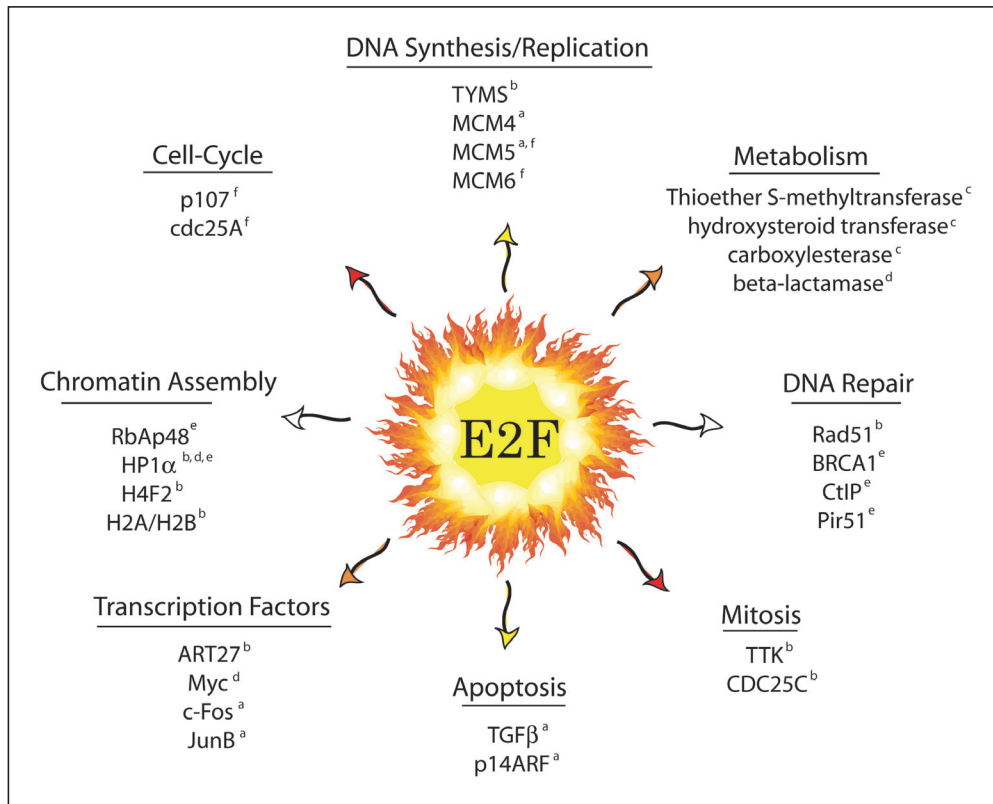 DNA Synthesis/Replication
TYMS b
MCM4 a
MCM5 a, f
MCM6 f
Cell-Cycle
p107 f
cdc25A f
Metabolism
Thioether S-methyltransferase c
hydroxysteroid transferase c
carboxylesterase c
beta-lactamase d
Chromatin Assembly
RbAp48 e
HP1α b, d, e
H4F2 b
H2A/H2B b
E2F
DNA Repair
Rad51 b
BRCA1 e
CtIP e
Pir51 e
Transcription Factors
ART27 b
Myc d
c-Fos a
JunB a
Apoptosis
TGFβ a
p14ARF a
Mitosis
TTK b
CDC25C b